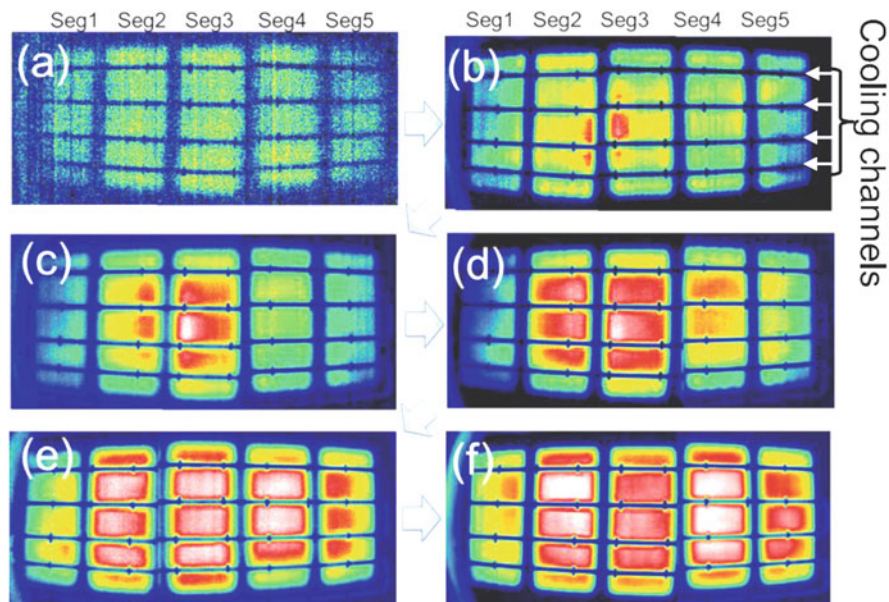 Seg1 Seg2 Seg3 Seg4 Seg5 Seg1 Seg2 Seg3 Seg4 Seg5
(a)
(b)
Cooling channels
(c)
(d)
(e)
(f)